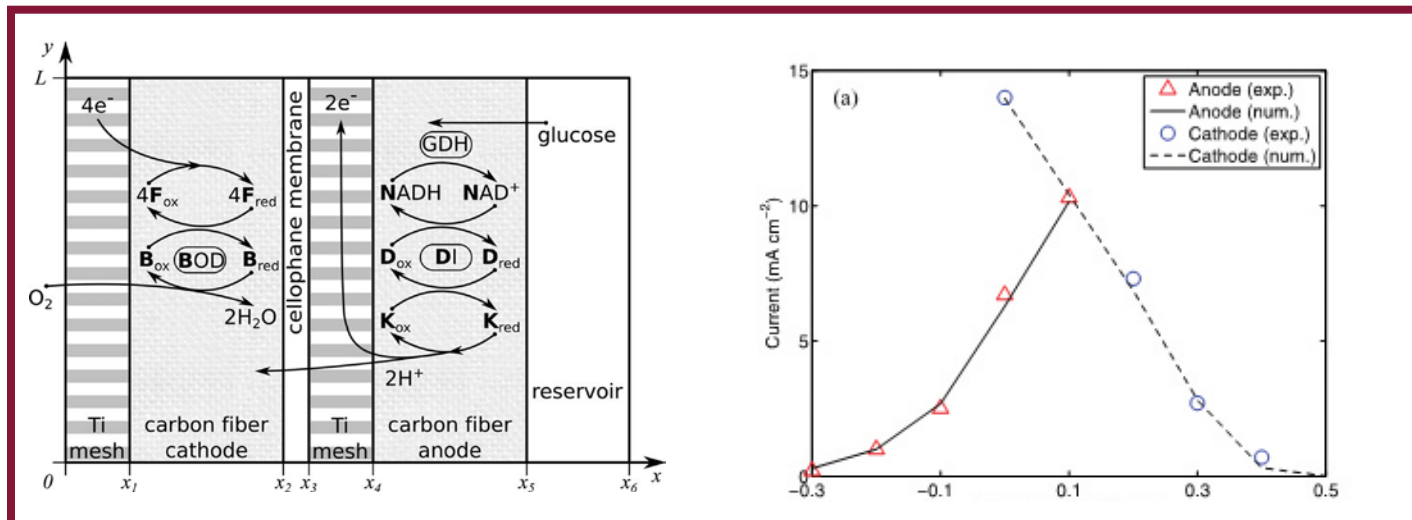 y
L
4e⁻
2e⁻
glucose
GDH
4F_ox 4F_red
NADH NAD⁺
B_ox BOD B_red
D_ox DI D_red
O₂
2H₂O
K_ox K_red
2H⁺
cellophane membrane
reservoir
Ti mesh
carbon fiber cathode
Ti mesh
carbon fiber anode
0 x₁ x₂ x₃ x₄ x₅ x₆ x
(a)
Anode (exp.)
Anode (num.)
Cathode (exp.)
Cathode (num.)
Current (mA cm⁻²)
15
10
5
0
−0.3 −0.1 0.1 0.3 0.5